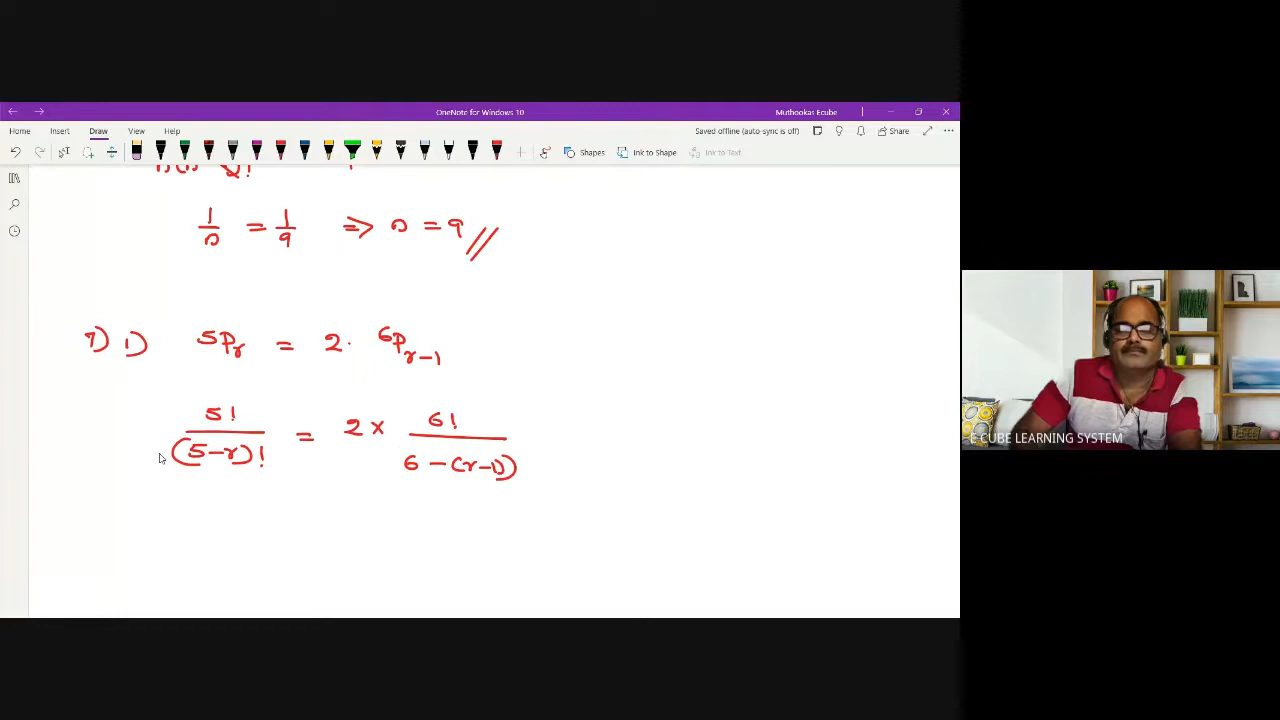 OneNote for Windows 10
Muthookas Ecube
Home Insert Draw View Help
Saved offline (auto-sync is off)
Share
Shapes
Ink to Shape
Ink to Text
1/n = 1/9 => n = 9 //
7) 1) 5Pr = 2. 6Pr-1
5!/(5-r)! = 2 x 6!/6-(r-1))
E CUBE LEARNING SYSTEM